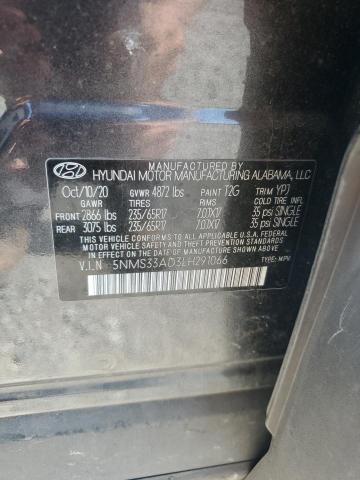 MANUFACTURED BY
HYUNDAI MOTOR MANUFACTURING ALABAMA, LLC
Oct/10/20 GVWR 4872 lbs PAINT T2G TRIM YPJ
GAWR TIRES RIMS COLD TIRE INFL
FRONT 2866 lbs 235/65R17 7.0JX17 35 psi SINGLE
REAR 3075 lbs 235/65R17 7.0JX17 35 psi SINGLE
THIS VEHICLE CONFORMS TO ALL APPLICABLE U.S.A FEDERAL
MOTOR VEHICLE SAFETY STANDARDS IN EFFECT ON THE
DATE OF MANUFACTURE SHOWN ABOVE.
V.I.N 5NMS33AD3LH291066 TYPE: MPV